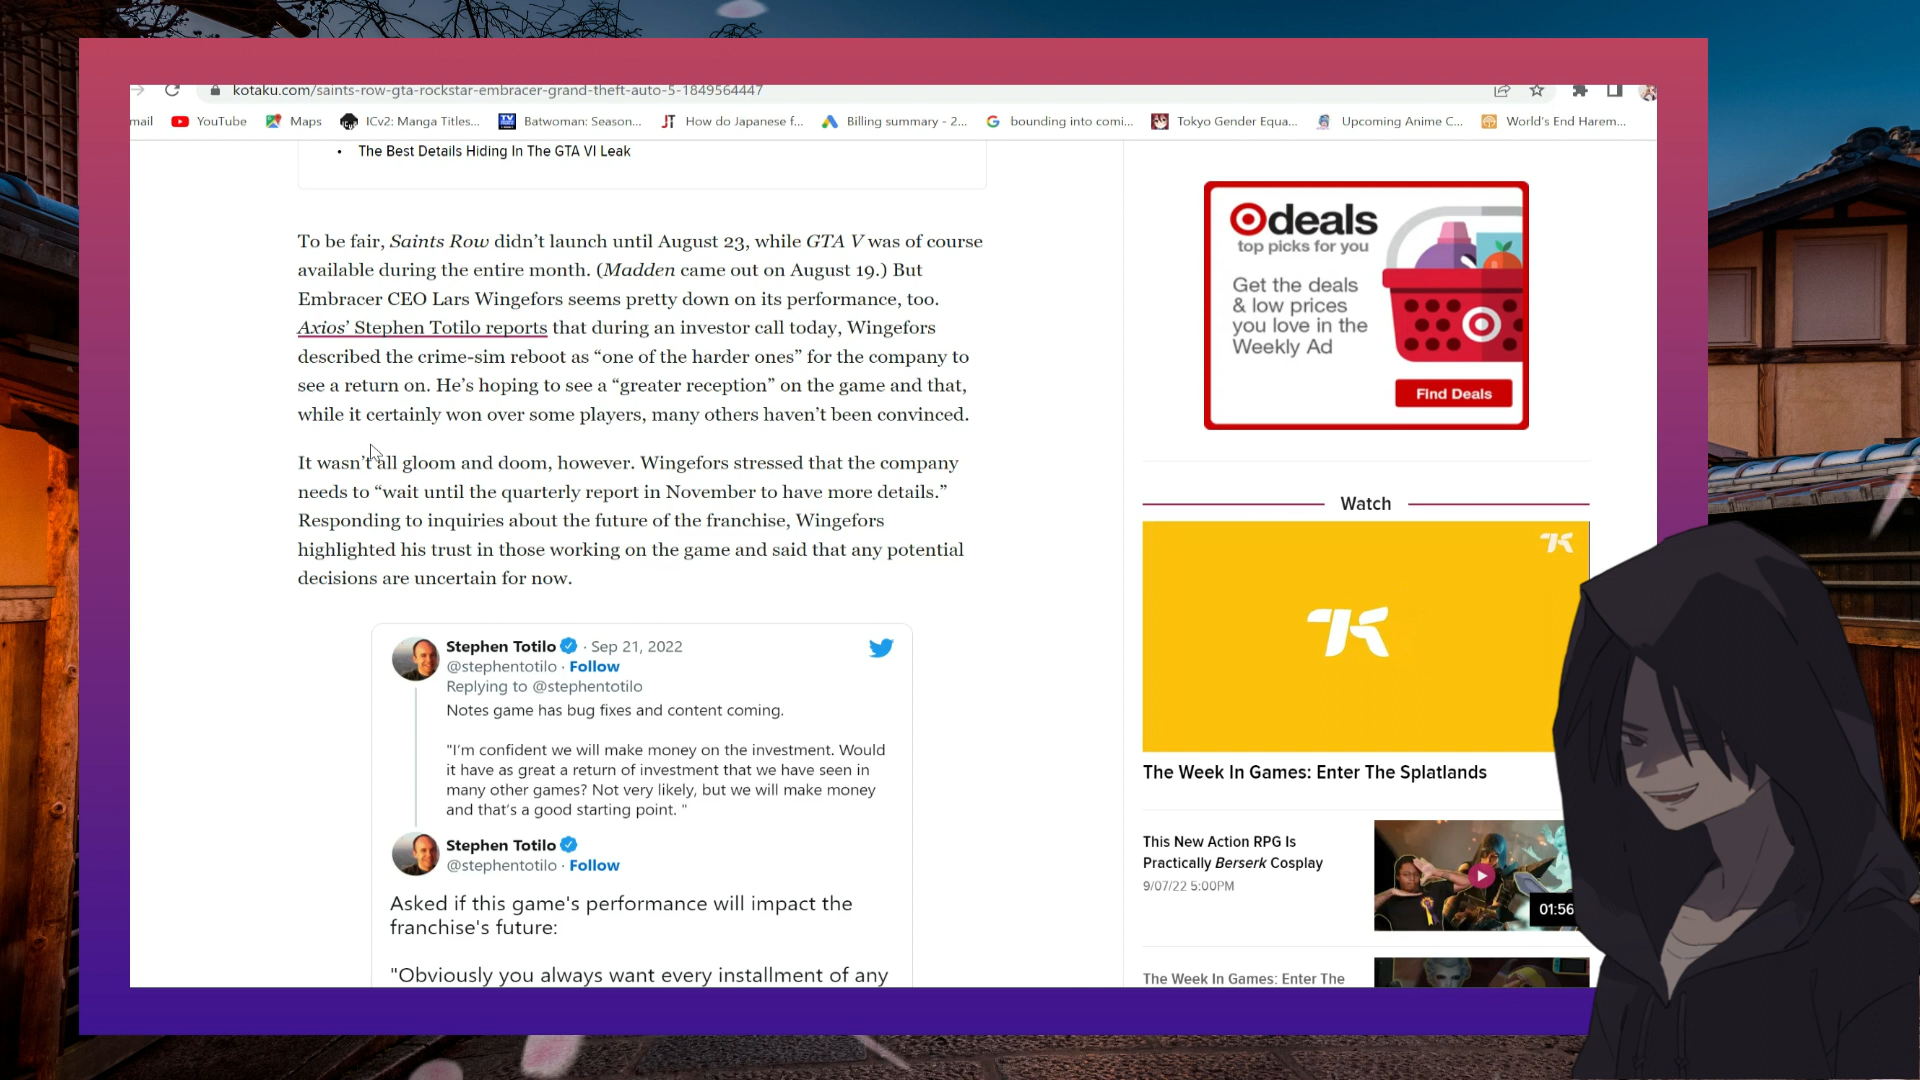 kotaku.com/saints-row-gta-rockstar-embracer-grand-theft-auto-5-1849564447
mail YouTube Maps ICv2: Manga Titles... Batwoman: Season... How do Japanese f... Billing summary - 2... bounding into comi... Tokyo Gender Equa... Upcoming Anime C... World's End Harem...
• The Best Details Hiding In The GTA VI Leak
To be fair, Saints Row didn't launch until August 23, while GTA V was of course
available during the entire month. (Madden came out on August 19.) But
Embracer CEO Lars Wingefors seems pretty down on its performance, too.
Axios' Stephen Totilo reports that during an investor call today, Wingefors
described the crime-sim reboot as “one of the harder ones” for the company to
see a return on. He's hoping to see a “greater reception” on the game and that,
while it certainly won over some players, many others haven't been convinced.
It wasn't all gloom and doom, however. Wingefors stressed that the company
needs to “wait until the quarterly report in November to have more details.”
Responding to inquiries about the future of the franchise, Wingefors
highlighted his trust in those working on the game and said that any potential
decisions are uncertain for now.
Stephen Totilo · Sep 21, 2022
@stephentotilo · Follow
Replying to @stephentotilo
Notes game has bug fixes and content coming.
"I'm confident we will make money on the investment. Would
it have as great a return of investment that we have seen in
many other games? Not very likely, but we will make money
and that's a good starting point. "
Stephen Totilo
@stephentotilo · Follow
Asked if this game's performance will impact the
franchise's future:
"Obviously you always want every installment of any
deals
top picks for you
Get the deals
& low prices
you love in the
Weekly Ad
Find Deals
Watch
The Week In Games: Enter The Splatlands
This New Action RPG Is
Practically Berserk Cosplay
9/07/22 5:00PM
01:56
The Week In Games: Enter The